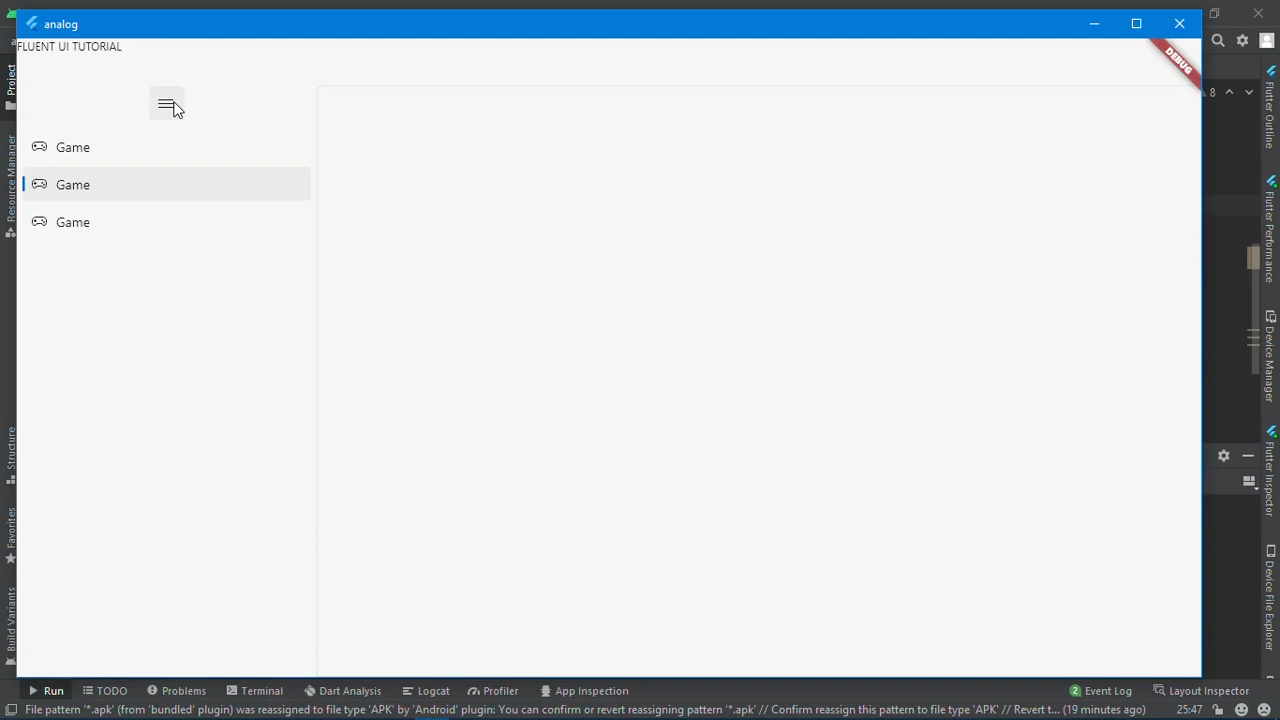 analog
FLUENT UI TUTORIAL
DEBUG
Game
Game
Game
8
Project
Resource Manager
Structure
Favorites
Build Variants
Flutter Outline
Flutter Performance
Device Manager
Flutter Inspector
Device File Explorer
Run
TODO
Problems
Terminal
Dart Analysis
Logcat
Profiler
App Inspection
2 Event Log
Layout Inspector
File pattern '*.apk' (from 'bundled' plugin) was reassigned to file type 'APK' by 'Android' plugin: You can confirm or revert reassigning pattern '*.apk' // Confirm reassign this pattern to file type 'APK' // Revert t... (19 minutes ago)
25:47